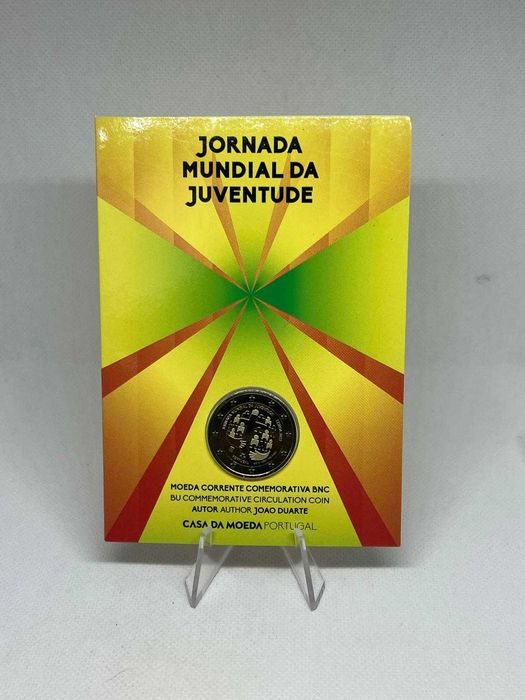 JORNADA
MUNDIAL DA
JUVENTUDE
MOEDA CORRENTE COMEMORATIVA BNC
BU COMMEMORATIVE CIRCULATION COIN
AUTOR AUTHOR JOAO DUARTE
CASA DA MOEDA PORTUGAL